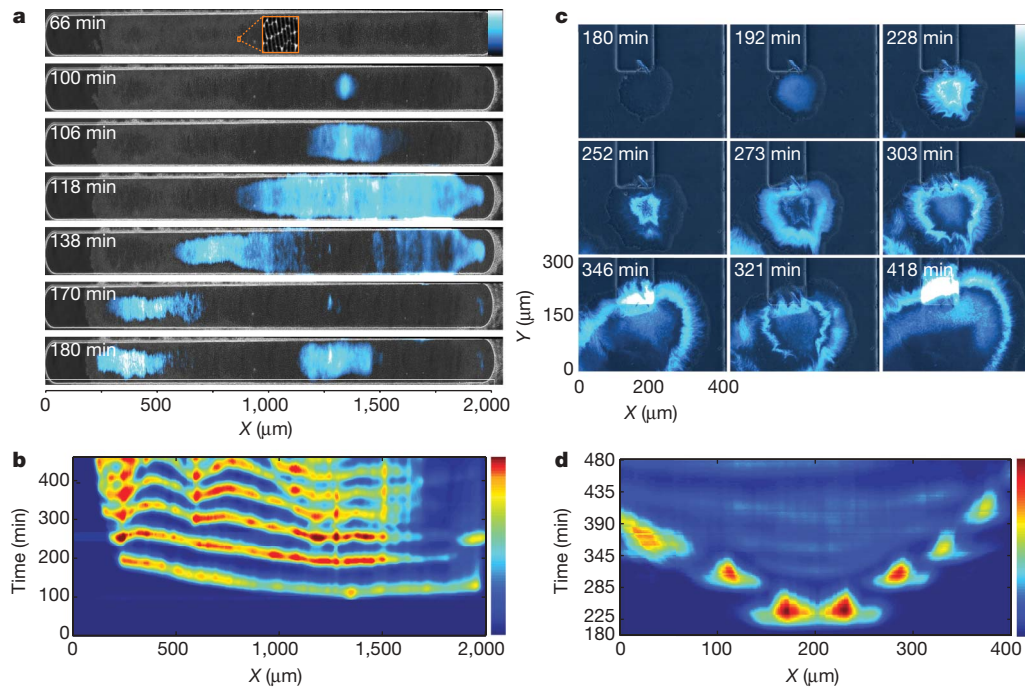 a
66 min
100 min
106 min
118 min
138 min
170 min
180 min
0 500 1,000 1,500 2,000
X (μm)
b
Time (min)
400
300
200
100
0
0 500 1,000 1,500 2,000
X (μm)
c
180 min 192 min 228 min
252 min 273 min 303 min
346 min 321 min 418 min
Y (μm)
300
150
0
0 200 400
X (μm)
d
Time (min)
480
435
390
345
285
225
180
0 100 200 300 400
X (μm)